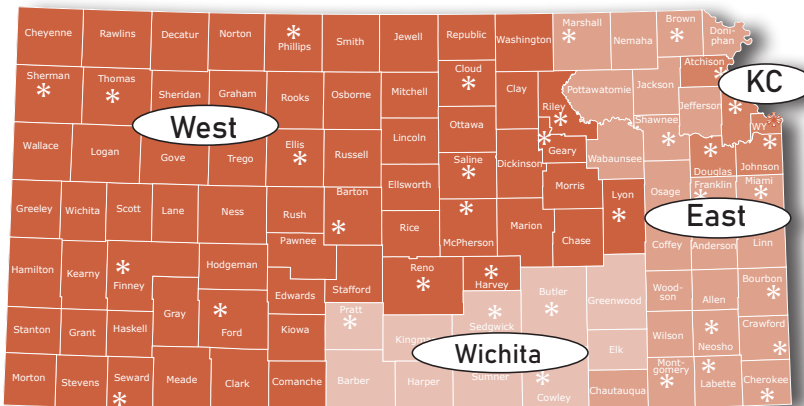 Cheyenne Rawlins Decatur Norton Phillips * Smith Jewell Republic Washington Marshall * Nemaha Brown * Doni-
phan
Sherman * Thomas * Sheridan Graham Rooks Osborne Mitchell Cloud * Clay Riley * Pottawatomie Jackson Atchison *
KC
Jefferson *
West
Wallace Logan Gove Trego Ellis * Russell Lincoln Ottawa Saline * Dickinson * Geary Wabaunsee Shawnee * Douglas * Johnson * WY
Ellsworth Morris Osage Franklin * Miami *
Greeley Wichita Scott Lane Ness Rush Barton * Rice McPherson * Marion Chase Lyon *
East
Pawnee Coffey Anderson Linn
Hamilton Kearny Finney * Hodgeman Stafford Reno * Harvey * Butler * Greenwood Wood-
son Allen Bourbon *
Gray Edwards Pratt *
Stanton Grant Haskell Ford * Kiowa Kingman Sedgwick * Elk Wilson Neosho * Crawford *
Wichita
Morton Stevens Seward * Meade Clark Comanche Barber Harper Sumner Cowley * Chautauqua Mont-
gomery * Labette * Cherokee *